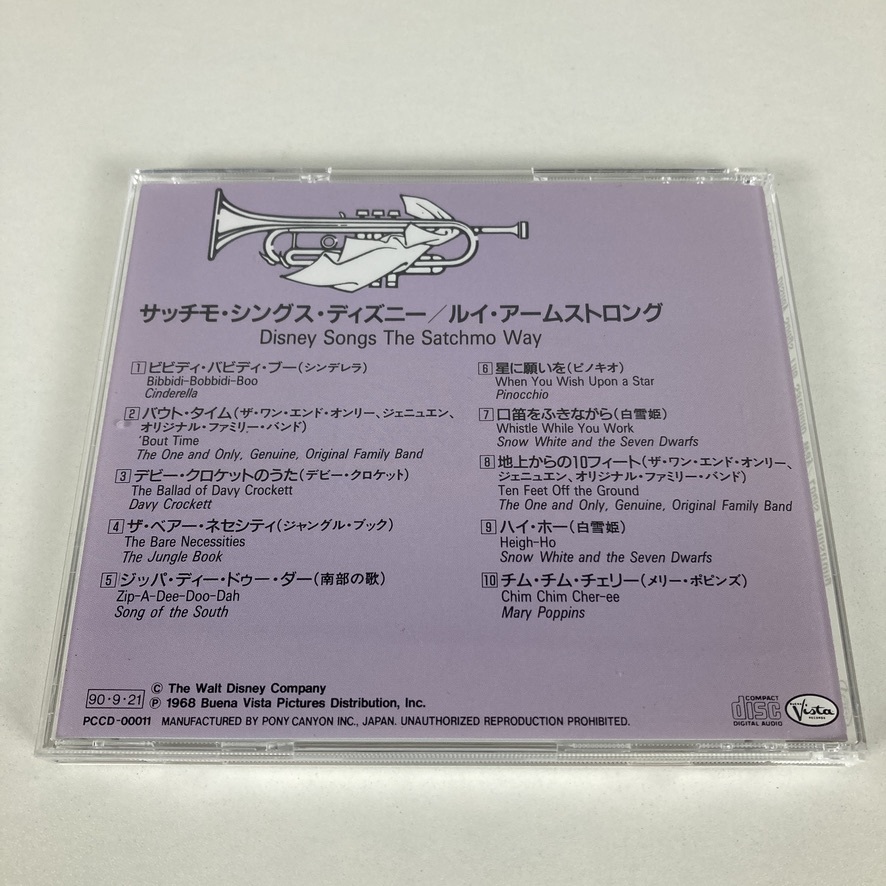 サッチモ・シングス・ディズニー/ルイ・アームストロング
Disney Songs The Satchmo Way
1 ビビディ・バビディ・ブー(シンデレラ)
Bibbidi-Bobbidi-Boo
Cinderella
2 バウト・タイム(ザ・ワン・エンド・オンリー、ジェニュエン、
オリジナル・ファミリー・バンド)
'Bout Time
The One and Only, Genuine, Original Family Band
3 デビー・クロケットのうた(デビー・クロケット)
The Ballad of Davy Crockett
Davy Crockett
4 ザ・ベアー・ネセシティ(ジャングル・ブック)
The Bare Necessities
The Jungle Book
5 ジッパ・ディー・ドゥー・ダー(南部の歌)
Zip-A-Dee-Doo-Dah
Song of the South
6 星に願いを(ピノキオ)
When You Wish Upon a Star
Pinocchio
7 口笛をふきながら(白雪姫)
Whistle While You Work
Snow White and the Seven Dwarfs
8 地上からの10フィート(ザ・ワン・エンド・オンリー、
ジェニュエン、オリジナル・ファミリー・バンド)
Ten Feet Off the Ground
The One and Only, Genuine, Original Family Band
9 ハイ・ホー(白雪姫)
Heigh-Ho
Snow White and the Seven Dwarfs
10 チム・チム・チェリー(メリー・ポピンズ)
Chim Chim Cher-ee
Mary Poppins
90・9・21
© The Walt Disney Company
℗ 1968 Buena Vista Pictures Distribution, Inc.
PCCD-00011 MANUFACTURED BY PONY CANYON INC., JAPAN. UNAUTHORIZED REPRODUCTION PROHIBITED.
COMPACT
disc
DIGITAL AUDIO
BUENA
Vista
RECORDS